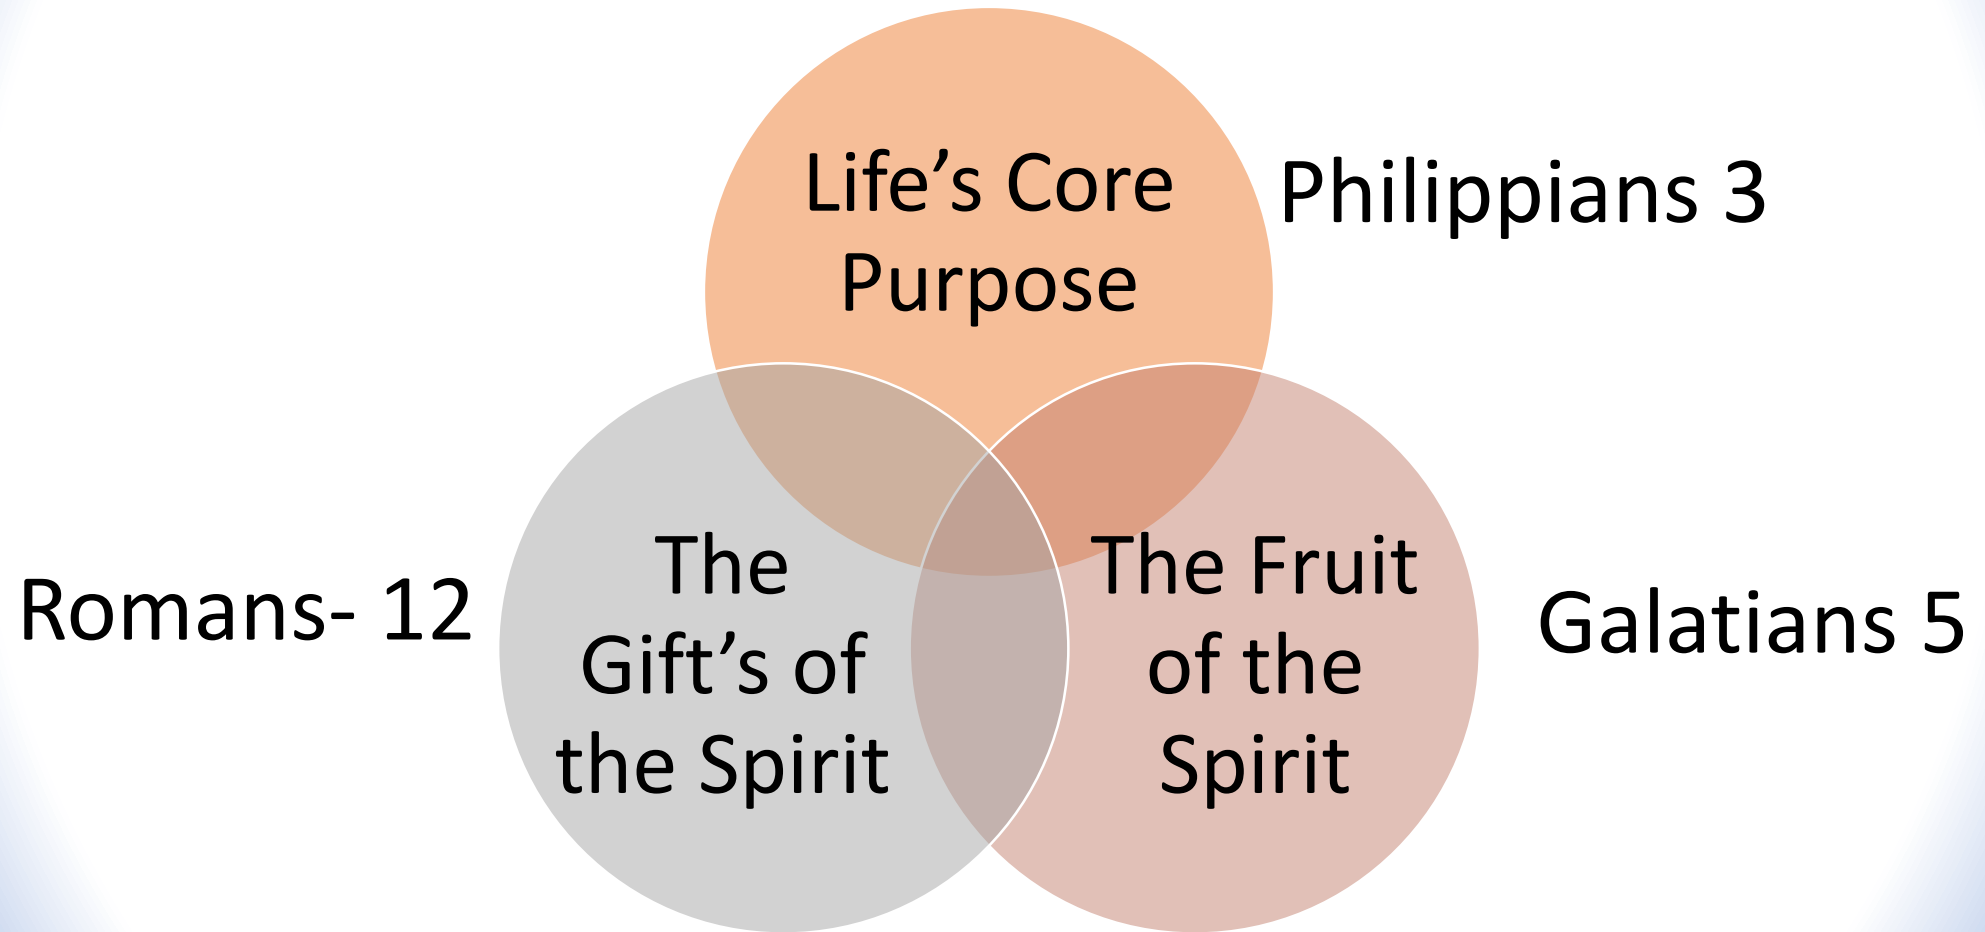 Life’s Core
Purpose
Philippians 3
Romans- 12
The
Gift’s of
the Spirit
The Fruit
of the
Spirit
Galatians 5